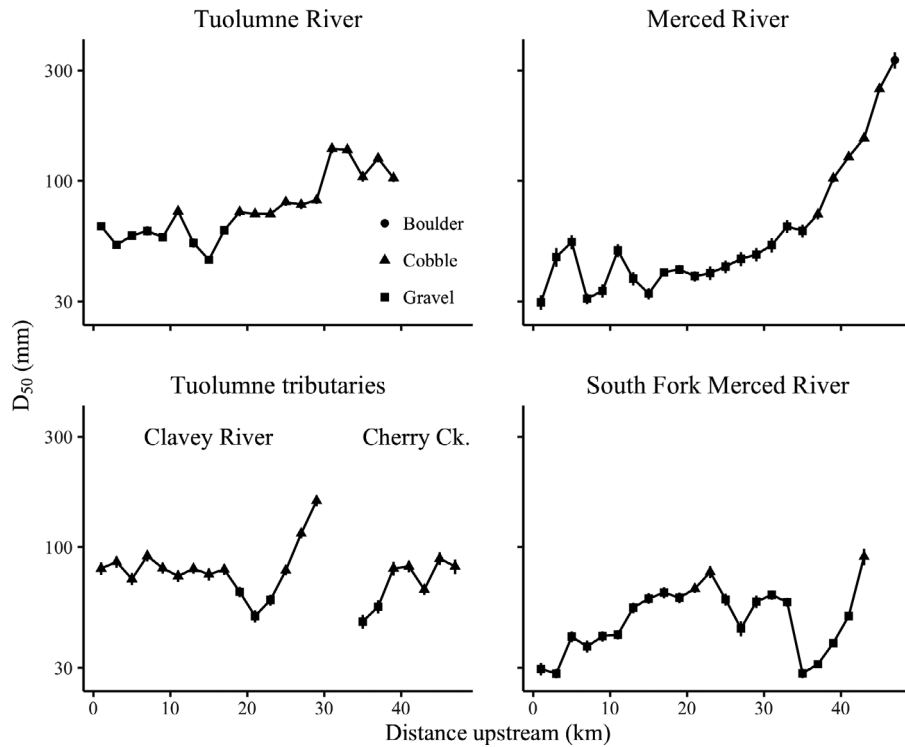 Tuolumne River
Merced River
300
100
30
Boulder
Cobble
Gravel
D50 (mm)
Tuolumne tributaries
South Fork Merced River
Clavey River
Cherry Ck.
300
100
30
0
10
20
30
40
0
10
20
30
40
Distance upstream (km)